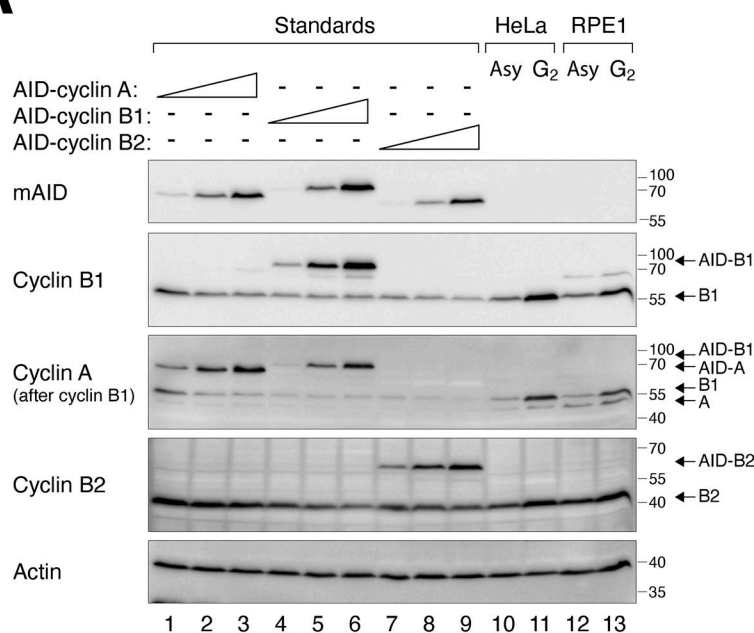 Standards HeLa RPE1
Asy G2 Asy G2
AID-cyclin A: - - - - - -
AID-cyclin B1: - - - - - -
AID-cyclin B2: - - - - - -
mAID 100 70 55
Cyclin B1 100 70 55 AID-B1 B1
Cyclin A (after cyclin B1) 100 70 55 40 AID-B1 AID-A B1 A
Cyclin B2 70 55 40 AID-B2 B2
Actin 40 35
1 2 3 4 5 6 7 8 9 10 11 12 13